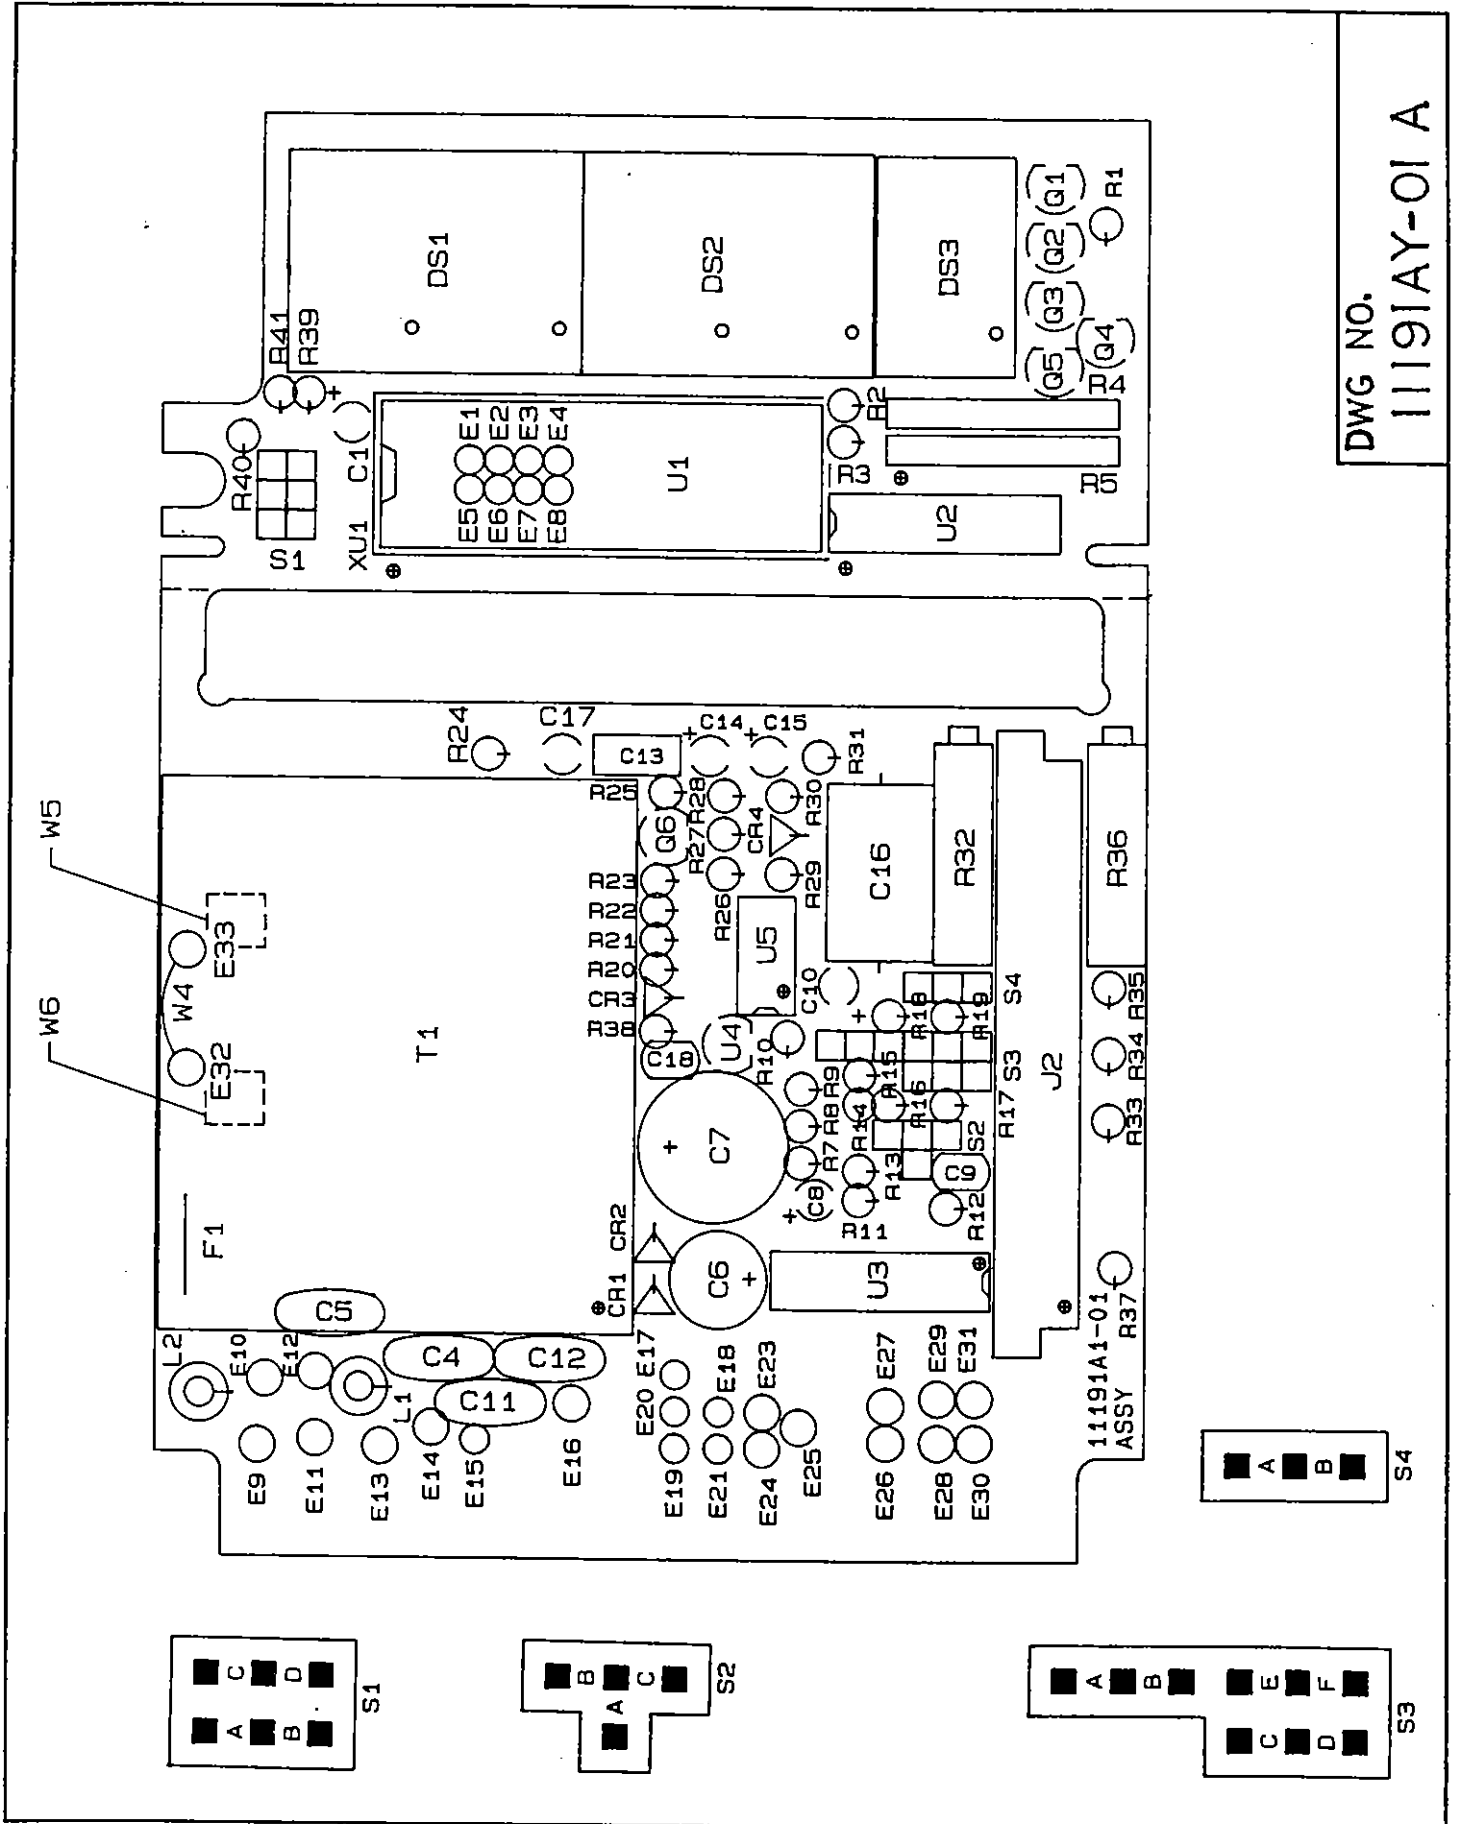 DWG NO.
11191AY-01 A
W5
W6
W4
E33
E32
T1
F1
R41
R39
R40
C1
S1
XU1
DS1
DS2
DS3
Q1
Q2
Q3
Q4
Q5
R1
R4
R2
R3
R5
E1
E2
E3
E4
E5
E6
E7
E8
U1
U2
R24
C17
C13
+
C14
+
C15
R31
R25
R28
R30
Q6
R27
CR4
R23
R26
R29
R22
R21
R20
CR3
R38
U5
C10
+
C16
R32
R36
C18
U4
R10
R18
R19
S4
R35
R34
R33
R9
R8
R7
R15
R14
R16
S3
R17
J2
S2
R13
C9
R12
R11
+
C8
+
C7
CR2
CR1
C6
+
U3
R37
11191A1-01
ASSY
L2
E10
E12
C5
C4
C12
C11
L1
E9
E11
E13
E14
E15
E16
E17
E20
E19
E18
E21
E23
E24
E25
E27
E26
E29
E28
E31
E30
A
B
C
D
S1
A
B
C
S2
A
B
C
D
E
F
S3
A
B
S4
+